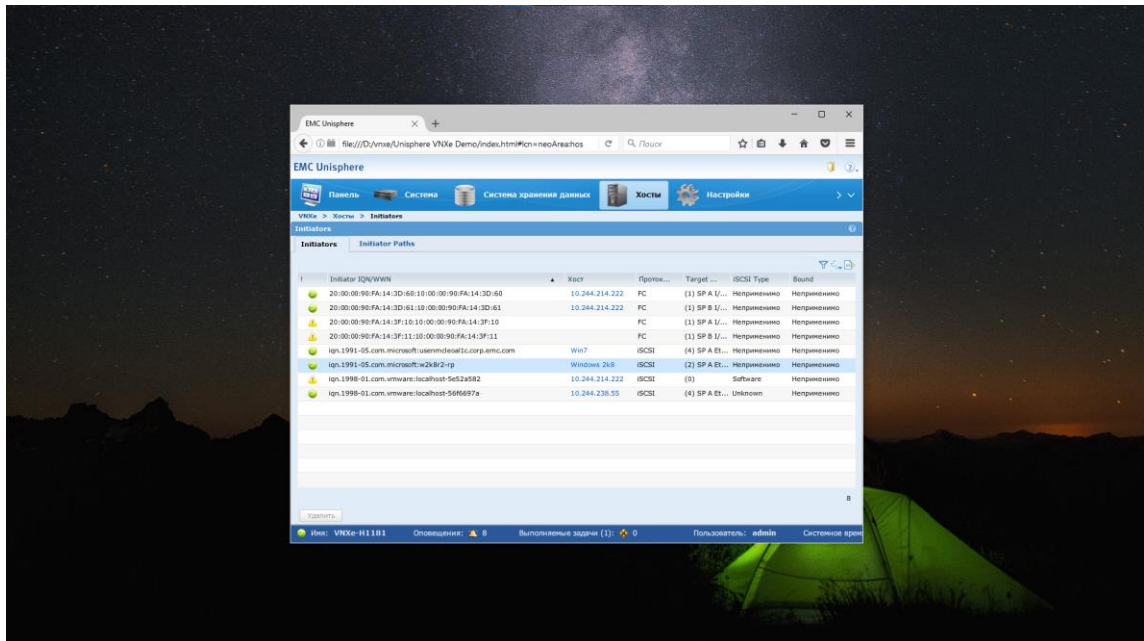 EMC Unisphere
file:///D:/vnxe/Unisphere VNXe Demo/index.html#lcn=neoArea:hos
Поиск
EMC Unisphere
Панель Система Система хранения данных Хосты Настройки
VNXe > Хосты > Initiators
Initiators
Initiators Initiator Paths
! Initiator IQN/WWN Хост Проток... Target ... iSCSI Type Bound
20:00:00:90:FA:14:3D:60:10:00:00:90:FA:14:3D:60 10.244.214.222 FC (1) SP A I/... Неприменимо Неприменимо
20:00:00:90:FA:14:3D:61:10:00:00:90:FA:14:3D:61 10.244.214.222 FC (1) SP B I/... Неприменимо Неприменимо
20:00:00:90:FA:14:3F:10:10:00:00:90:FA:14:3F:10 FC (1) SP A I/... Неприменимо Неприменимо
20:00:00:90:FA:14:3F:11:10:00:00:90:FA:14:3F:11 FC (1) SP B I/... Неприменимо Неприменимо
iqn.1991-05.com.microsoft:usenmcleoal1c.corp.emc.com Win7 iSCSI (4) SP A Et... Неприменимо Неприменимо
iqn.1991-05.com.microsoft:w2k8r2-rp Windows 2k8 iSCSI (2) SP A Et... Неприменимо Неприменимо
iqn.1998-01.com.vmware:localhost-5e52a582 10.244.214.222 iSCSI (0) Software Неприменимо
iqn.1998-01.com.vmware:localhost-56f6697a 10.244.238.55 iSCSI (4) SP A Et... Unknown Неприменимо
8
Удалить
Имя: VNXe-H1181 Оповещения: 8 Выполняемые задачи (1): 0 Пользователь: admin Системное врем